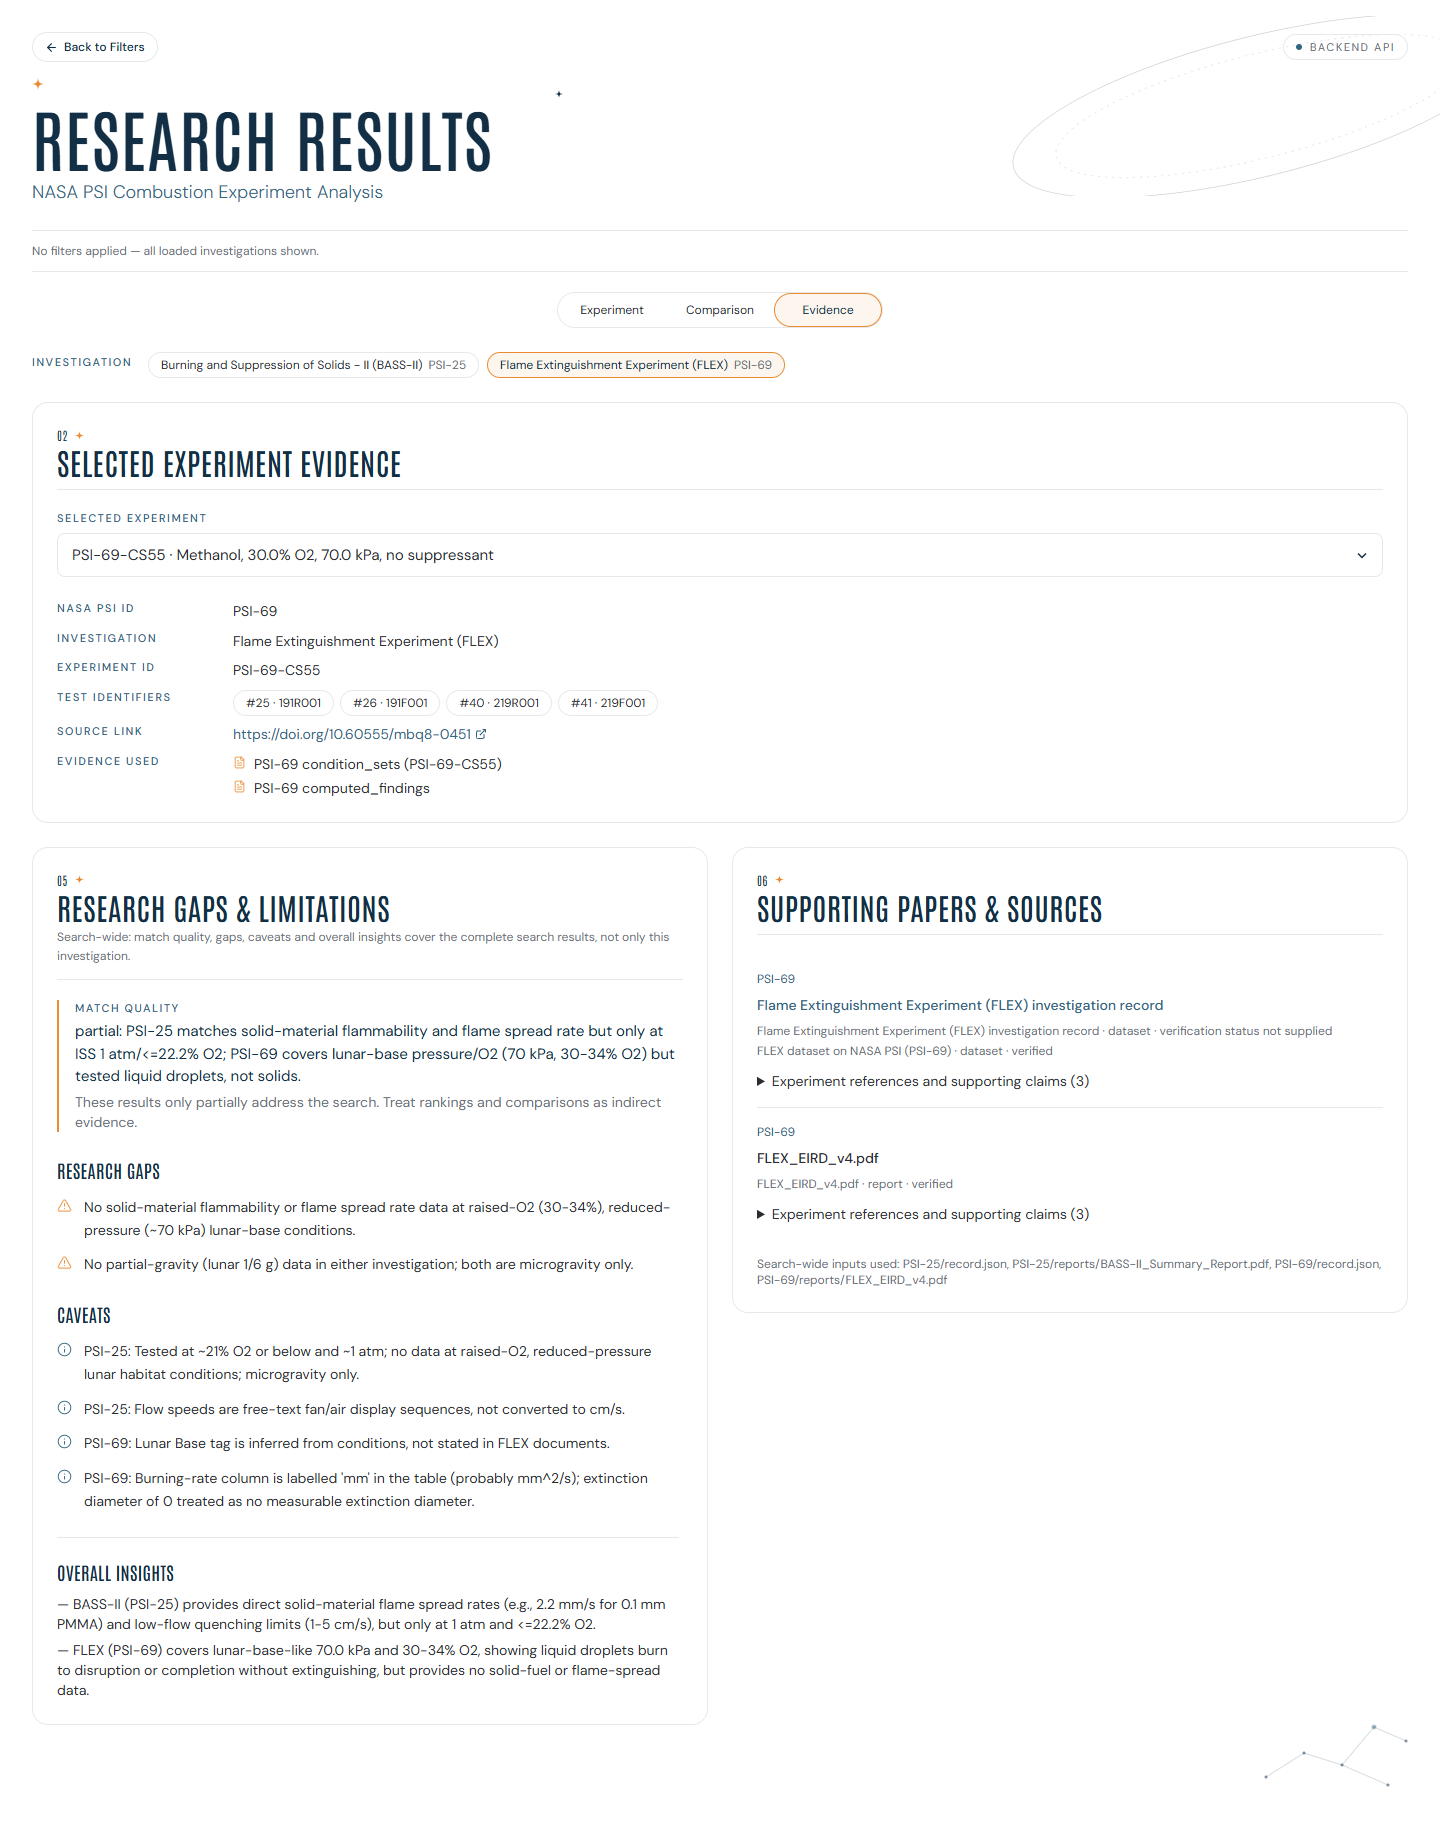 Back to Filters
BACKEND API
RESEARCH RESULTS
NASA PSI Combustion Experiment Analysis
No filters applied — all loaded investigations shown.
Experiment Comparison Evidence
INVESTIGATION Burning and Suppression of Solids - II (BASS-II) PSI-25 Flame Extinguishment Experiment (FLEX) PSI-69
02
SELECTED EXPERIMENT EVIDENCE
SELECTED EXPERIMENT
PSI-69-CS55 · Methanol, 30.0% O2, 70.0 kPa, no suppressant
NASA PSI ID PSI-69
INVESTIGATION Flame Extinguishment Experiment (FLEX)
EXPERIMENT ID PSI-69-CS55
TEST IDENTIFIERS #25 · 191R001 #26 · 191F001 #40 · 219R001 #41 · 219F001
SOURCE LINK https://doi.org/10.60555/mbq8-0451
EVIDENCE USED PSI-69 condition_sets (PSI-69-CS55)
PSI-69 computed_findings
05
RESEARCH GAPS & LIMITATIONS
Search-wide: match quality, gaps, caveats and overall insights cover the complete search results, not only this
investigation.
MATCH QUALITY
partial: PSI-25 matches solid-material flammability and flame spread rate but only at
ISS 1 atm/<=22.2% O2; PSI-69 covers lunar-base pressure/O2 (70 kPa, 30-34% O2) but
tested liquid droplets, not solids.
These results only partially address the search. Treat rankings and comparisons as indirect
evidence.
RESEARCH GAPS
No solid-material flammability or flame spread rate data at raised-O2 (30-34%), reduced-
pressure (~70 kPa) lunar-base conditions.
No partial-gravity (lunar 1/6 g) data in either investigation; both are microgravity only.
CAVEATS
PSI-25: Tested at ~21% O2 or below and ~1 atm; no data at raised-O2, reduced-pressure
lunar habitat conditions; microgravity only.
PSI-25: Flow speeds are free-text fan/air display sequences, not converted to cm/s.
PSI-69: Lunar Base tag is inferred from conditions, not stated in FLEX documents.
PSI-69: Burning-rate column is labelled 'mm' in the table (probably mm^2/s); extinction
diameter of 0 treated as no measurable extinction diameter.
OVERALL INSIGHTS
— BASS-II (PSI-25) provides direct solid-material flame spread rates (e.g., 2.2 mm/s for 0.1 mm
PMMA) and low-flow quenching limits (1-5 cm/s), but only at 1 atm and <=22.2% O2.
— FLEX (PSI-69) covers lunar-base-like 70.0 kPa and 30-34% O2, showing liquid droplets burn
to disruption or completion without extinguishing, but provides no solid-fuel or flame-spread
data.
06
SUPPORTING PAPERS & SOURCES
PSI-69
Flame Extinguishment Experiment (FLEX) investigation record
Flame Extinguishment Experiment (FLEX) investigation record · dataset · verification status not supplied
FLEX dataset on NASA PSI (PSI-69) · dataset · verified
Experiment references and supporting claims (3)
PSI-69
FLEX_EIRD_v4.pdf
FLEX_EIRD_v4.pdf · report · verified
Experiment references and supporting claims (3)
Search-wide inputs used: PSI-25/record.json, PSI-25/reports/BASS-II_Summary_Report.pdf, PSI-69/record.json,
PSI-69/reports/FLEX_EIRD_v4.pdf